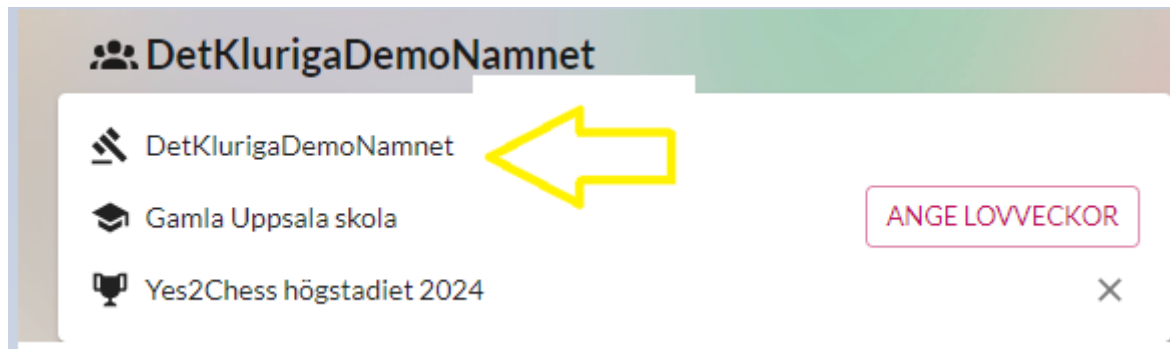 DetKlurigaDemoNamnet
DetKlurigaDemoNamnet
Gamla Uppsala skola
ANGE LOVVECKOR
Yes2Chess högstadiet 2024